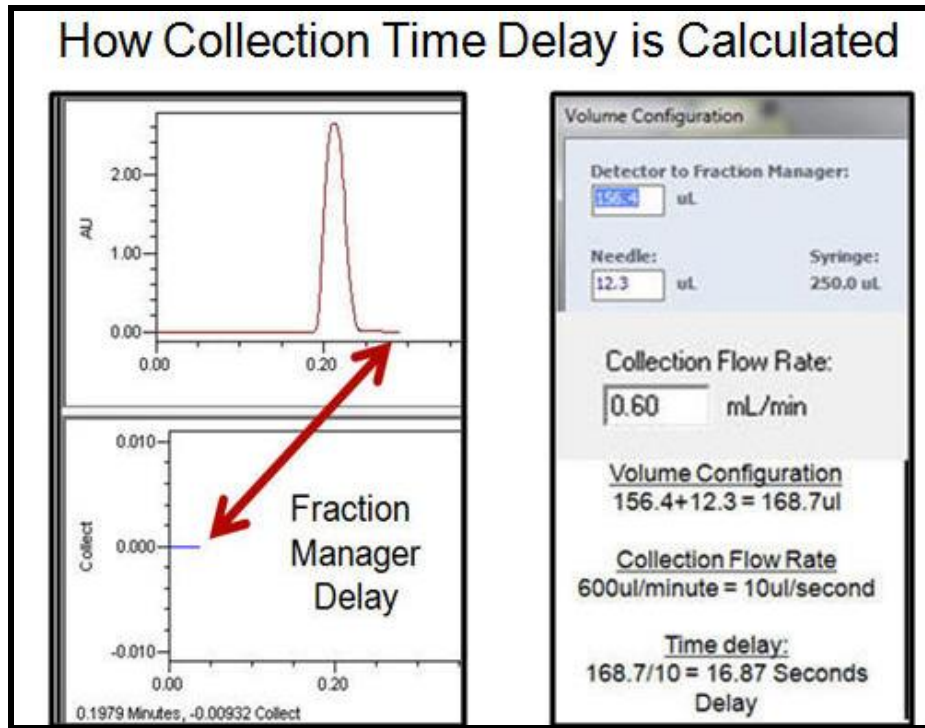 How Collection Time Delay is Calculated
2.00
1.00
0.00
AU
0.00
0.20
0.010
0.000
-0.010
Collect
Fraction
Manager
Delay
0.00
0.20
0.1979 Minutes, -0.00932 Collect
Volume Configuration
Detector to Fraction Manager:
156.4 uL
Needle: Syringe:
12.3 uL 250.0 uL
Collection Flow Rate:
0.60 mL/min
Volume Configuration
156.4+12.3 = 168.7ul
Collection Flow Rate
600ul/minute = 10ul/second
Time delay:
168.7/10 = 16.87 Seconds
Delay